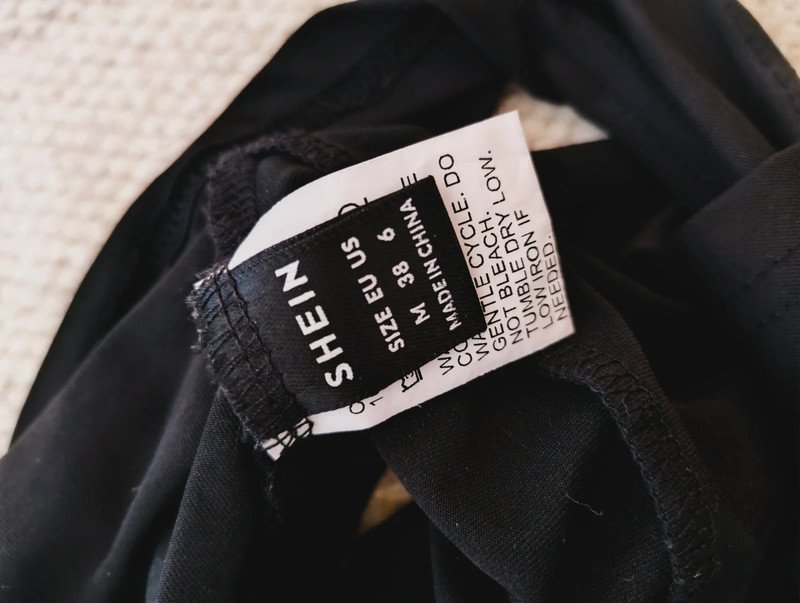 SHEIN
SIZE EU US
M 38 6
MADE IN CHINA
GENTLE CYCLE. DO
NOT BLEACH.
TUMBLE DRY LOW.
LOW IRON IF
NEEDED.